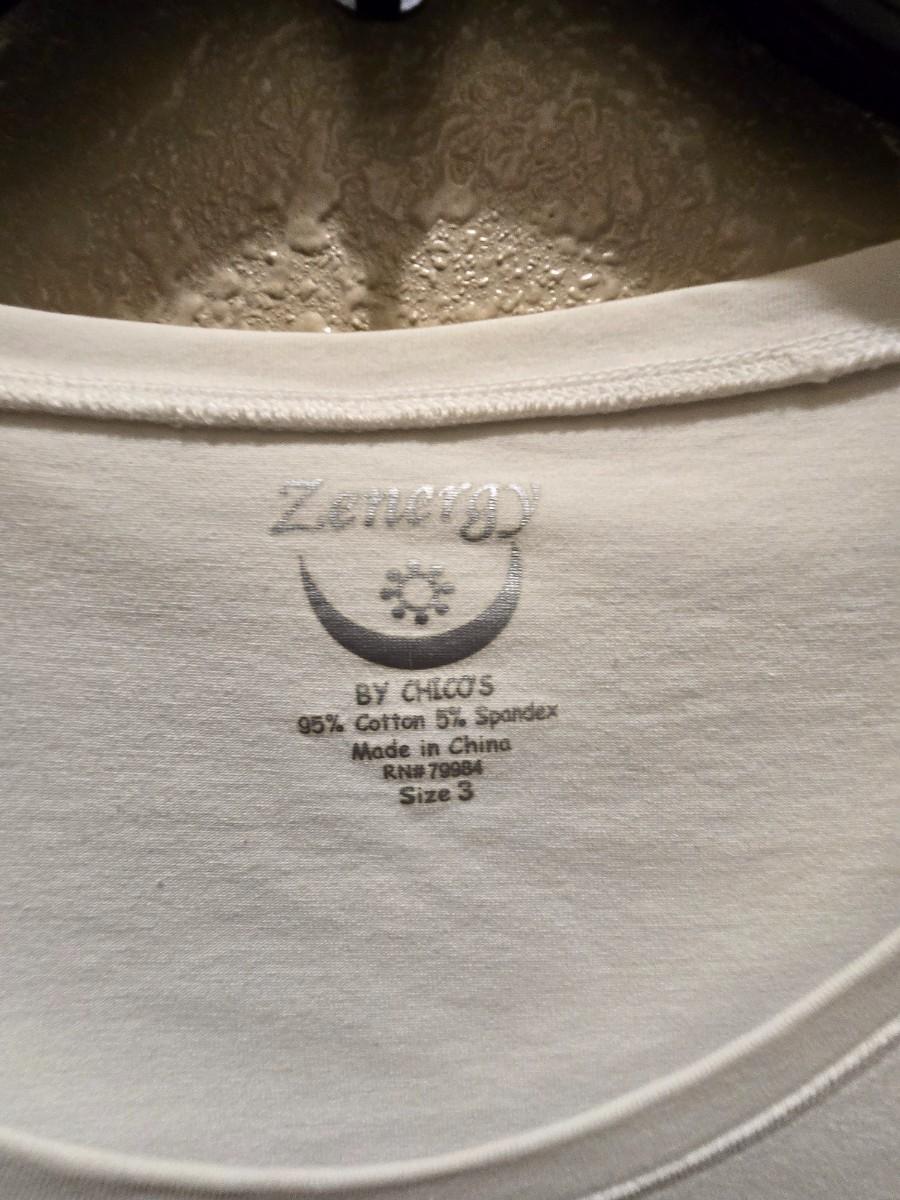 Zenergy
BY CHICO'S
95% Cotton 5% Spandex
Made in China
RN# 79984
Size 3